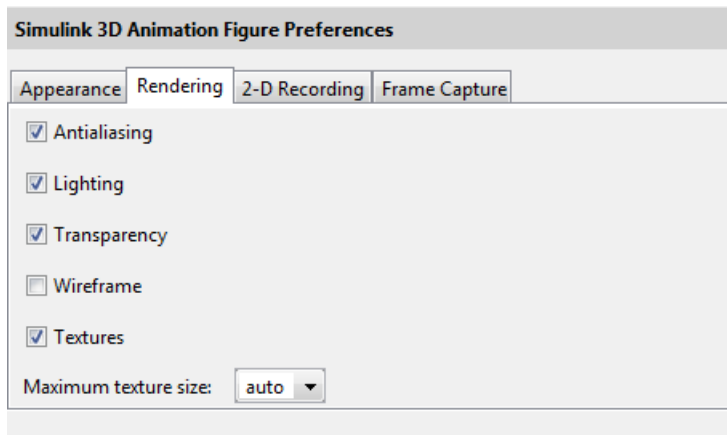 Simulink 3D Animation Figure Preferences
Appearance Rendering 2-D Recording Frame Capture
Antialiasing
Lighting
Transparency
Wireframe
Textures
Maximum texture size: auto